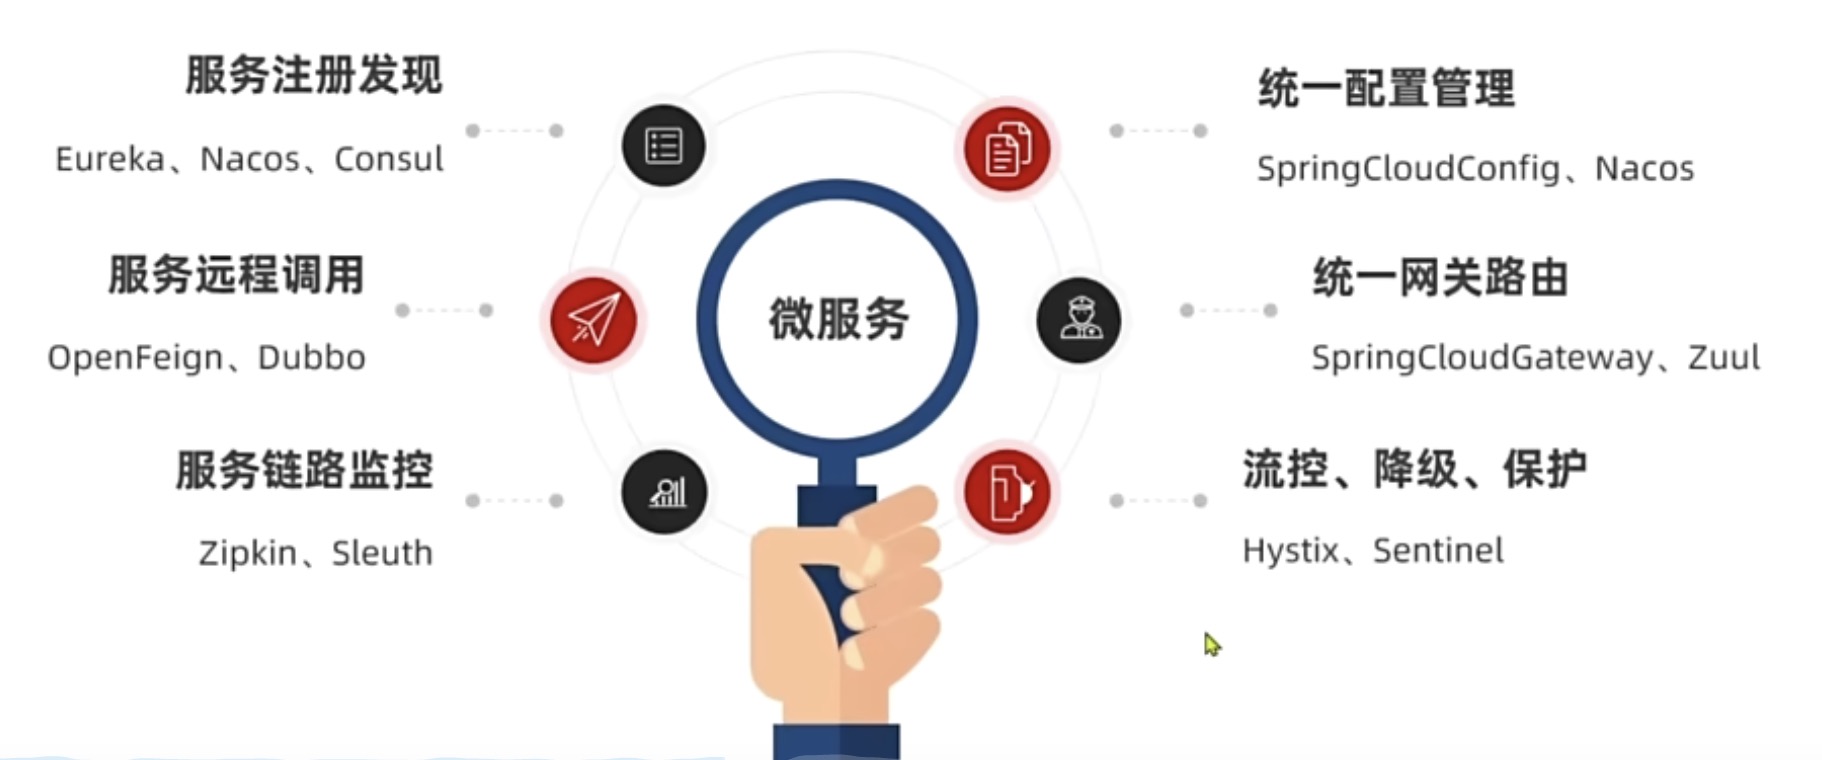 服务注册发现
Eureka、Nacos、Consul
服务远程调用
OpenFeign、Dubbo
服务链路监控
Zipkin、Sleuth
微服务
统一配置管理
SpringCloudConfig、Nacos
统一网关路由
SpringCloudGateway、Zuul
流控、降级、保护
Hystix、Sentinel